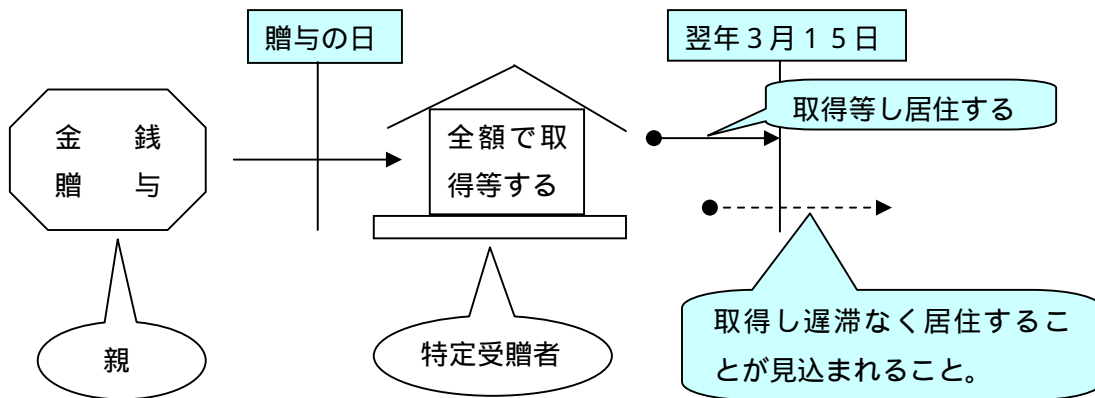 贈与の日
翌年３月１５日
取得等し居住する
金　　銭
贈　　与
全額で取
得等する
取得し遅滞なく居住するこ
とが見込まれること。
親
特定受贈者